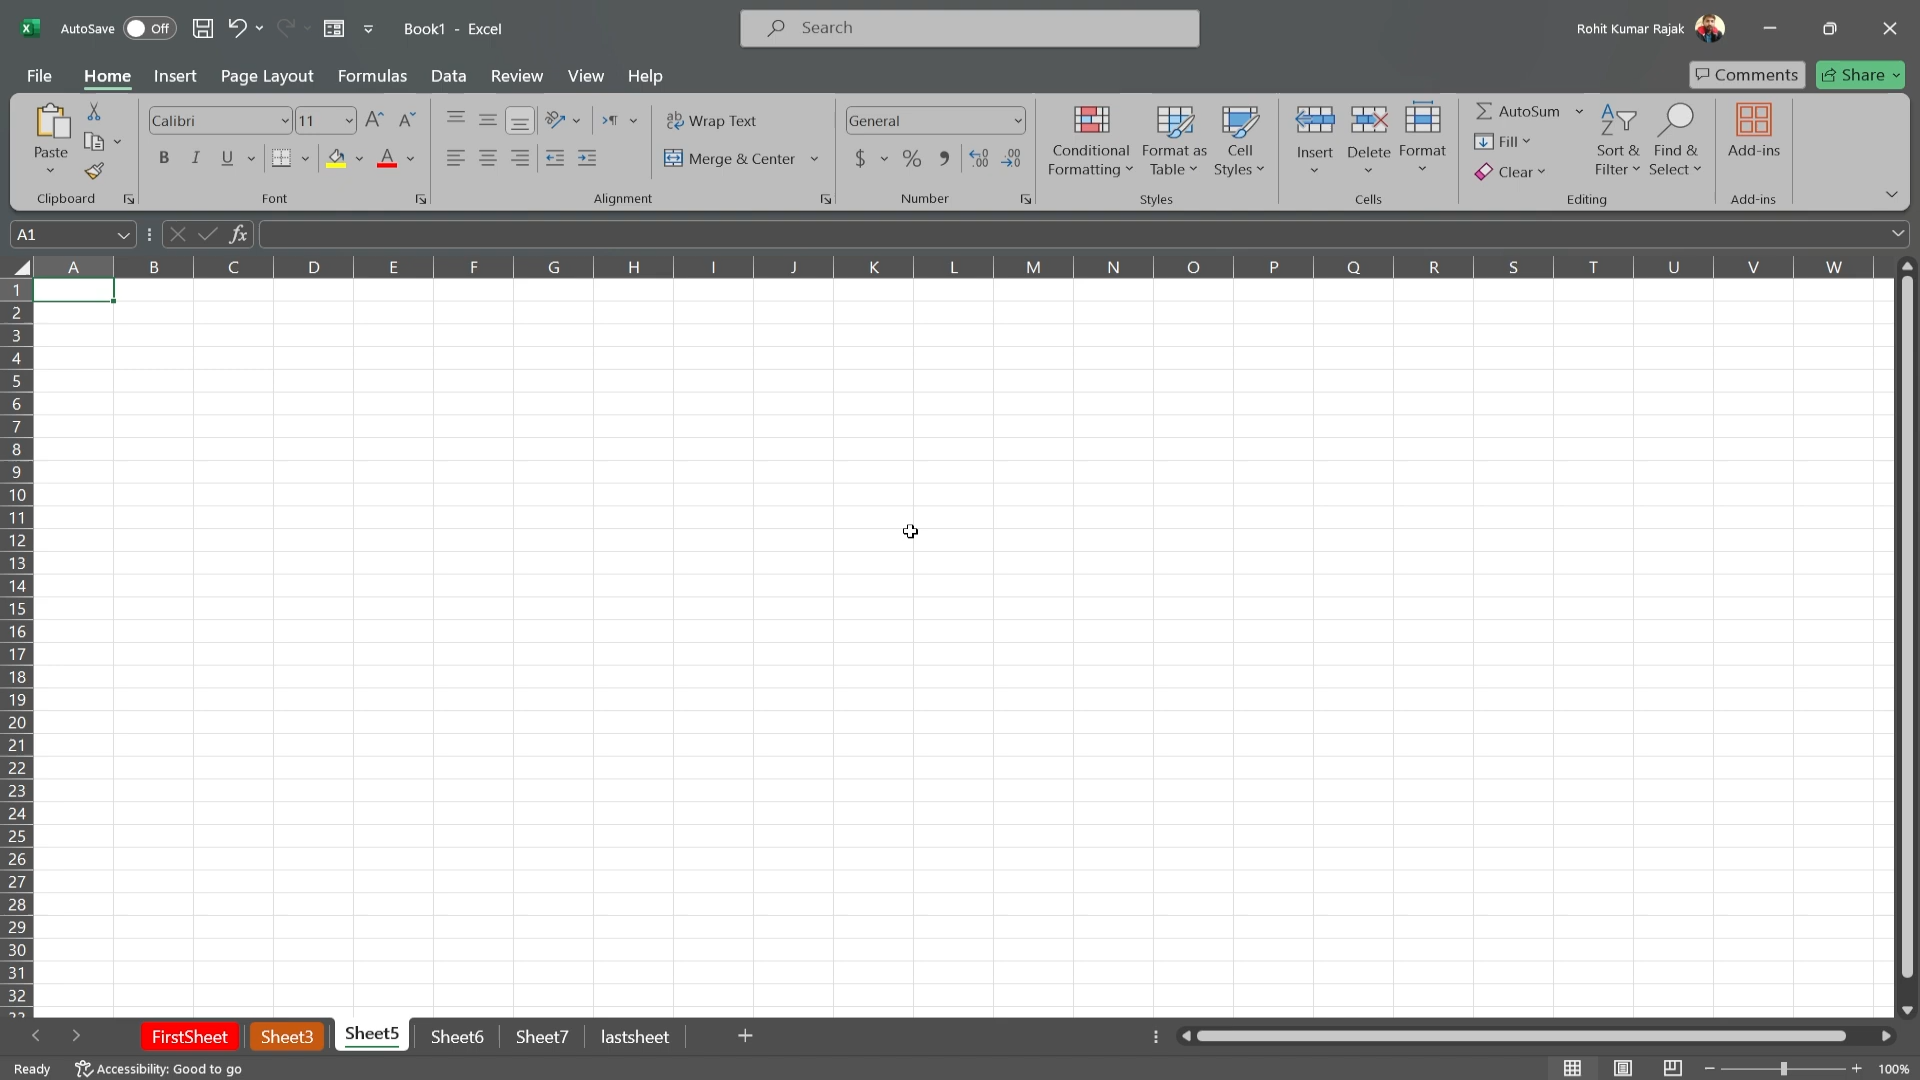 AutoSave Off Book1 - Excel Search Rohit Kumar Rajak
File Home Insert Page Layout Formulas Data Review View Help Comments Share
Paste
Clipboard
Calibri 11
B I U A
Font
Wrap Text
Merge & Center
Alignment
General
$ % , .00 .00
Number
Conditional Formatting
Format as Table
Cell Styles
Styles
Insert Delete Format
Cells
AutoSum
Fill
Clear
Sort & Filter
Find & Select
Editing
Add-ins
Add-ins
A1 fx
A B C D E F G H I J K L M N O P Q R S T U V W
1
2
3
4
5
6
7
8
9
10
11
12
13
14
15
16
17
18
19
20
21
22
23
24
25
26
27
28
29
30
31
32
33
FirstSheet Sheet3 Sheet5 Sheet6 Sheet7 lastsheet +
Ready Accessibility: Good to go 100%